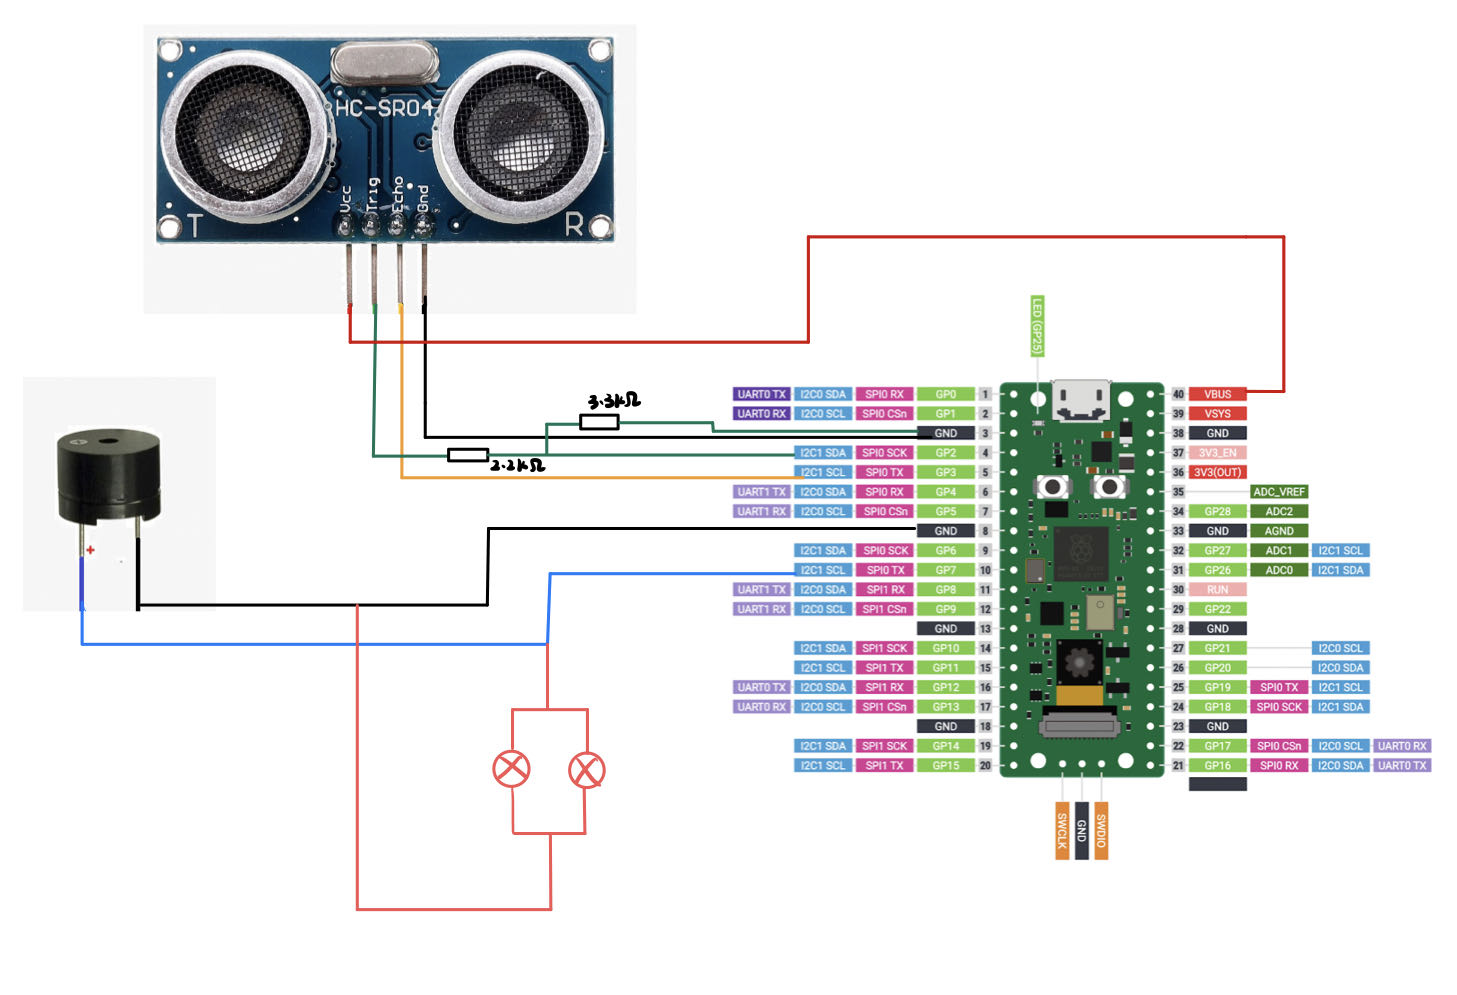 HC-SR04
Vcc
Trig
Echo
Gnd
T
R
LED (GP25)
3.3kΩ
2.2kΩ
+
UART0 TX I2C0 SDA SPI0 RX GP0 1
UART0 RX I2C0 SCL SPI0 CSn GP1 2
GND 3
I2C1 SDA SPI0 SCK GP2 4
I2C1 SCL SPI0 TX GP3 5
UART1 TX I2C0 SDA SPI0 RX GP4 6
UART1 RX I2C0 SCL SPI0 CSn GP5 7
GND 8
I2C1 SDA SPI0 SCK GP6 9
I2C1 SCL SPI0 TX GP7 10
UART1 TX I2C0 SDA SPI1 RX GP8 11
UART1 RX I2C0 SCL SPI1 CSn GP9 12
GND 13
I2C1 SDA SPI1 SCK GP10 14
I2C1 SCL SPI1 TX GP11 15
UART0 TX I2C0 SDA SPI1 RX GP12 16
UART0 RX I2C0 SCL SPI1 CSn GP13 17
GND 18
I2C1 SDA SPI1 SCK GP14 19
I2C1 SCL SPI1 TX GP15 20
40 VBUS
39 VSYS
38 GND
37 3V3_EN
36 3V3(OUT)
35 ADC_VREF
34 GP28 ADC2
33 GND AGND
32 GP27 ADC1 I2C1 SCL
31 GP26 ADC0 I2C1 SDA
30 RUN
29 GP22
28 GND
27 GP21 I2C0 SCL
26 GP20 I2C0 SDA
25 GP19 SPI0 TX I2C1 SCL
24 GP18 SPI0 SCK I2C1 SDA
23 GND
22 GP17 SPI0 CSn I2C0 SCL UART0 RX
21 GP16 SPI0 RX I2C0 SDA UART0 TX
SWCLK
GND
SWDIO